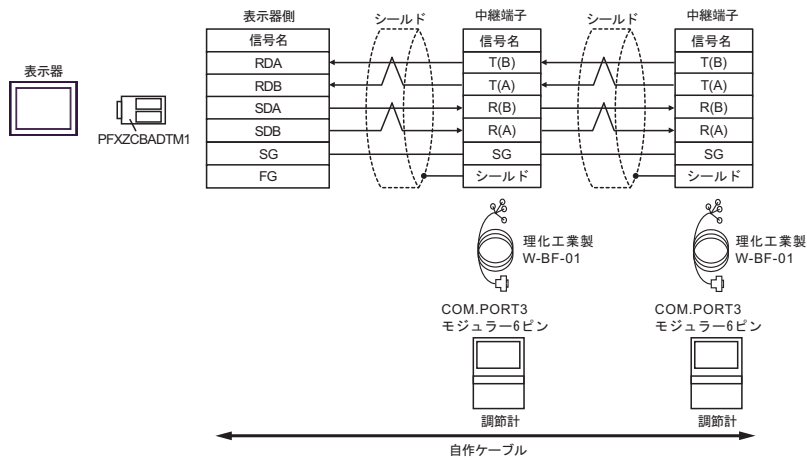 表示器
PFXZCBADTM1
表示器側
信号名
RDA
RDB
SDA
SDB
SG
FG
シールド
中継端子
信号名
T(B)
T(A)
R(B)
R(A)
SG
シールド
シールド
中継端子
信号名
T(B)
T(A)
R(B)
R(A)
SG
シールド
理化工業製
W-BF-01
理化工業製
W-BF-01
COM.PORT3
モジュラー6ピン
COM.PORT3
モジュラー6ピン
調節計
調節計
自作ケーブル